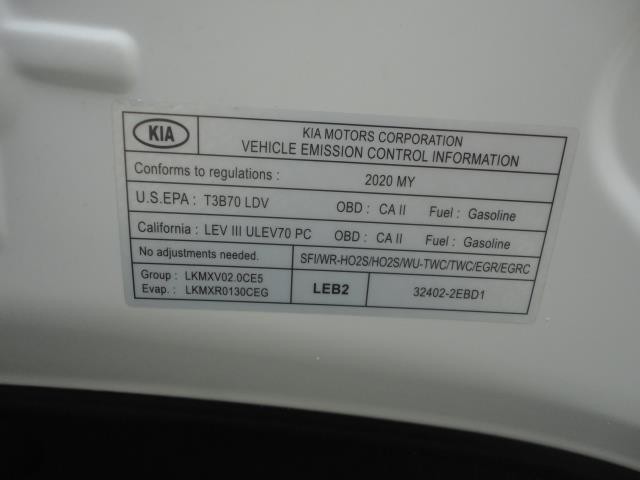 KIA
KIA MOTORS CORPORATION
VEHICLE EMISSION CONTROL INFORMATION
Conforms to regulations : 2020 MY
U.S.EPA : T3B70 LDV OBD : CA II Fuel : Gasoline
California : LEV III ULEV70 PC OBD : CA II Fuel : Gasoline
No adjustments needed. SFI/WR-HO2S/HO2S/WU-TWC/TWC/EGR/EGRC
Group : LKMXV02.0CE5
Evap. : LKMXR0130CEG
LEB2
32402-2EBD1